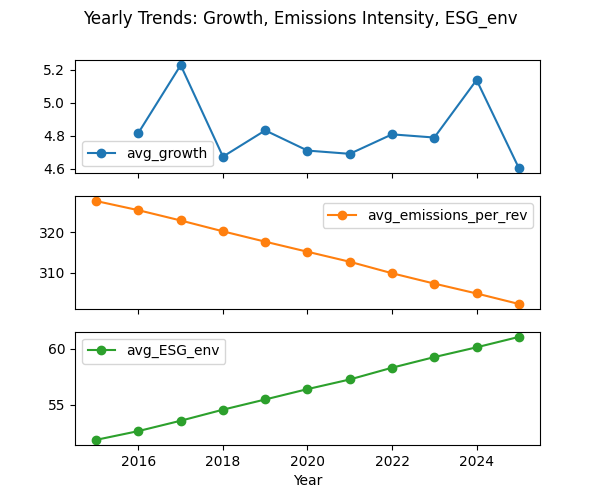 Yearly Trends: Growth, Emissions Intensity, ESG_env
5.2
5.0
4.8
4.6
avg_growth
320
310
avg_emissions_per_rev
60
55
avg_ESG_env
2016 2018 2020 2022 2024
Year